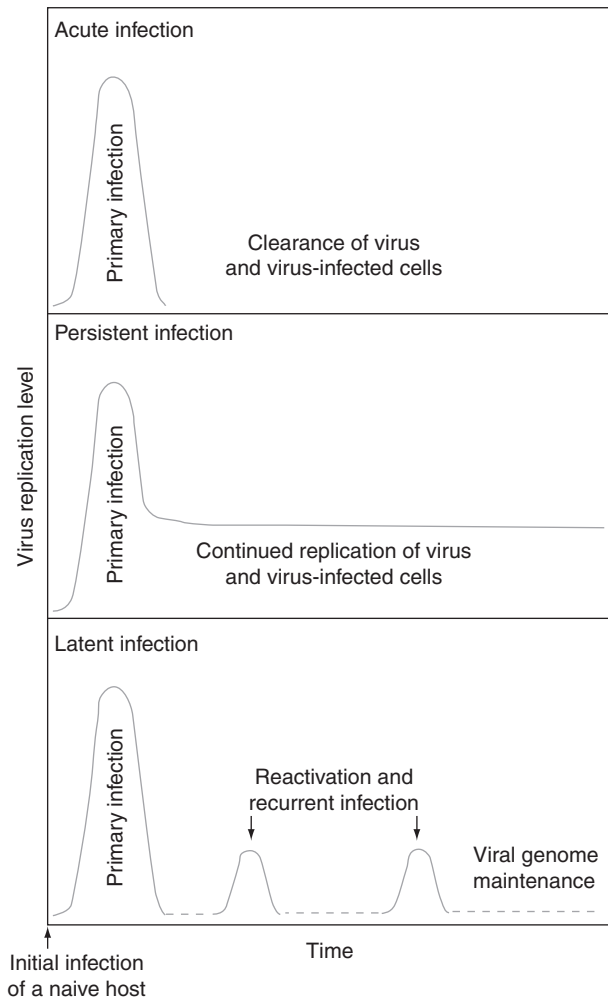 Acute infection
Primary infection
Clearance of virus
and virus-infected cells
Persistent infection
Virus replication level
Primary infection
Continued replication of virus
and virus-infected cells
Latent infection
Primary infection
Reactivation and
recurrent infection
Viral genome
maintenance
Time
Initial infection
of a naive host